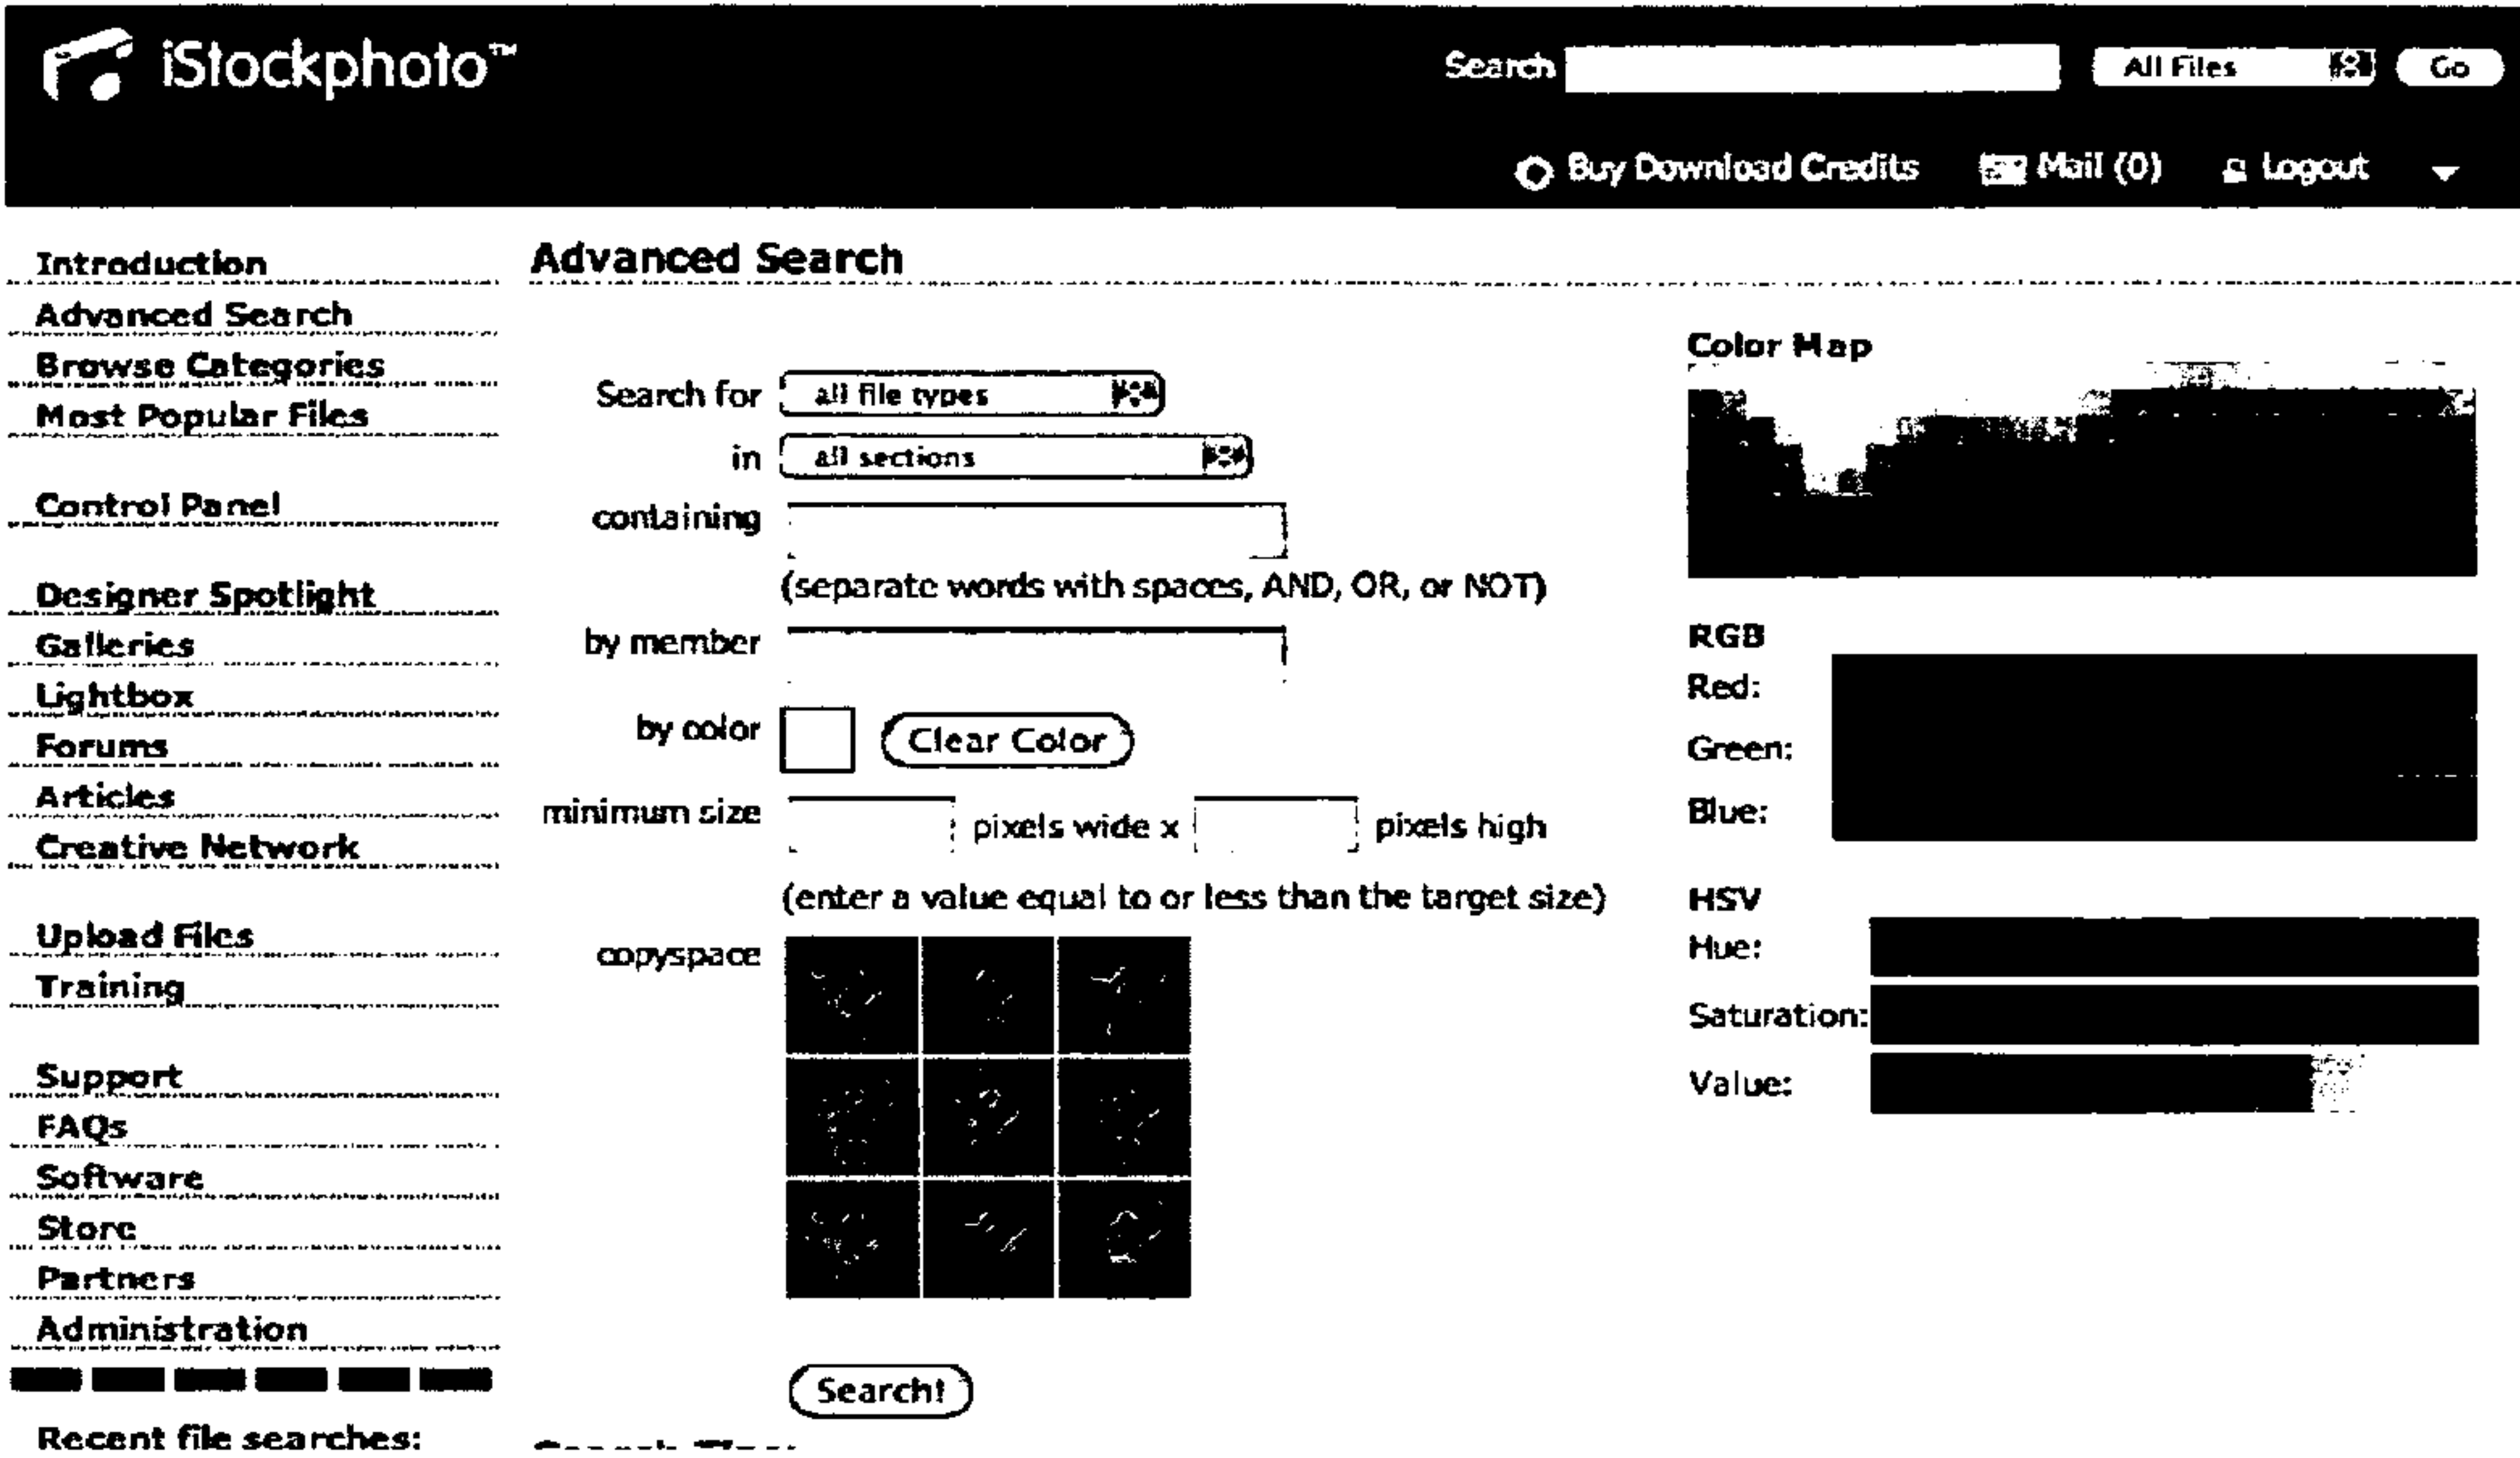 iStockphoto™
Search All Files Go
Buy Download Credits Mail (0) Logout
Introduction
Advanced Search
Browse Categories
Most Popular Files
Control Panel
Designer Spotlight
Galleries
Lightbox
Forums
Articles
Creative Network
Upload Files
Training
Support
FAQs
Software
Store
Partners
Administration
Recent file searches:
Advanced Search
Search for all file types
in all sections
containing
(separate words with spaces, AND, OR, or NOT)
by member
by color Clear Color
minimum size pixels wide x pixels high
(enter a value equal to or less than the target size)
copyspace
Search!
Color Map
RGB
Red:
Green:
Blue:
HSV
Hue:
Saturation:
Value: